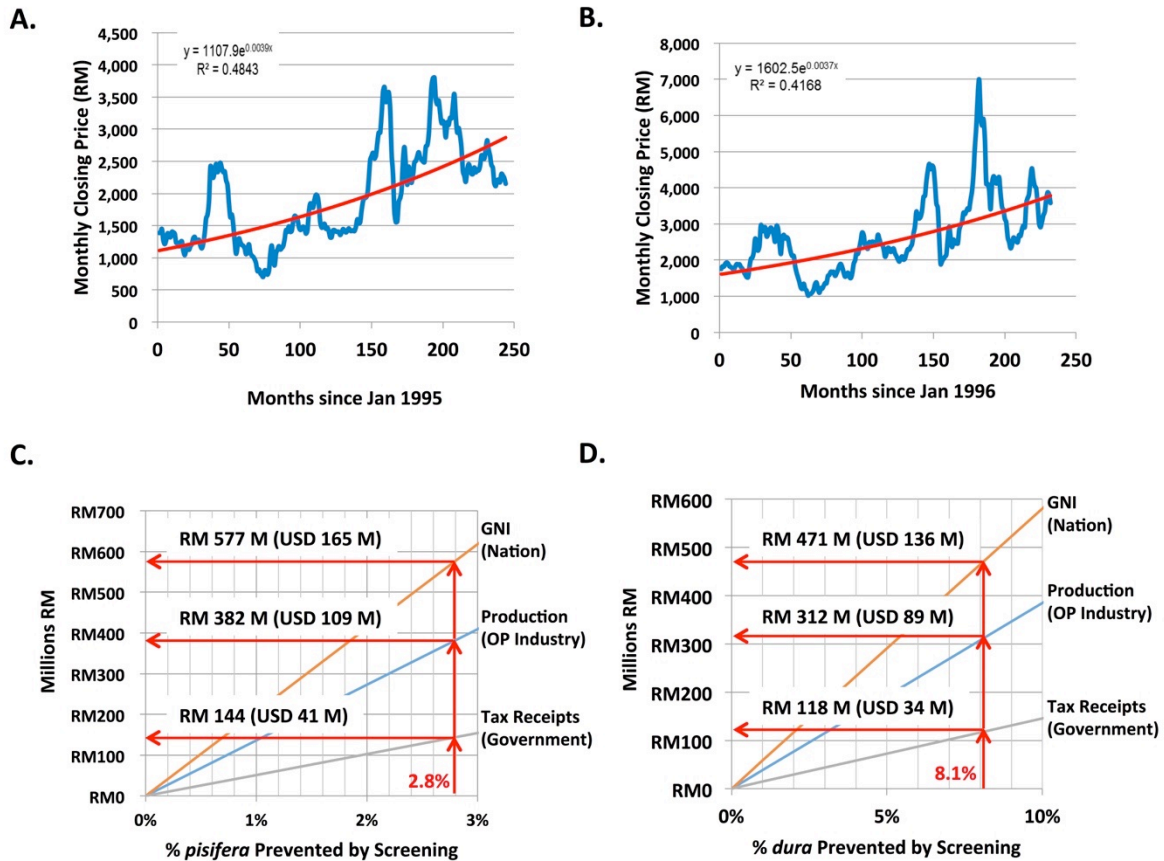 A.
4,500
4,000
3,500
3,000
2,500
2,000
1,500
1,000
500
0
y = 1107.9e^0.0039x
R² = 0.4843
Monthly Closing Price (RM)
0 50 100 150 200 250
Months since Jan 1995
B.
8,000
7,000
6,000
5,000
4,000
3,000
2,000
1,000
0
y = 1602.5e^0.0037x
R² = 0.4168
Monthly Closing Price (RM)
0 50 100 150 200 250
Months since Jan 1996
C.
RM700
RM600
RM500
RM400
RM300
RM200
RM100
RM0
Millions RM
RM 577 M (USD 165 M)
RM 382 M (USD 109 M)
RM 144 (USD 41 M)
2.8%
GNI
(Nation)
Production
(OP Industry)
Tax Receipts
(Government)
0% 1% 2% 3%
% pisifera Prevented by Screening
D.
RM600
RM500
RM400
RM300
RM200
RM100
RM0
Millions RM
RM 471 M (USD 136 M)
RM 312 M (USD 89 M)
RM 118 M (USD 34 M)
8.1%
GNI
(Nation)
Production
(OP Industry)
Tax Receipts
(Government)
0% 5% 10%
% dura Prevented by Screening